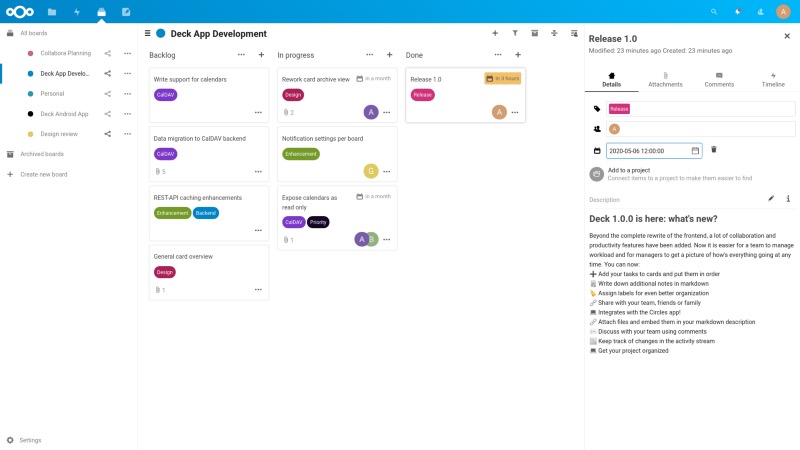 All boards
Collabora Planning
Deck App Develo...
Personal
Deck Android App
Design review
Archived boards
Create new board
Settings
Deck App Development
Backlog
Write support for calendars
CalDAV
Data migration to CalDAV backend
CalDAV
5
REST-API caching enhancements
Enhancement Backend
General card overview
Design
1
In progress
Rework card archive view in a month
Design
2 A
Notification settings per board
Enhancement
G
Expose calendars as in a month
read only
CalDAV Priority
1 A B
Done
Release 1.0 in 3 hours
Release
A
A
Release 1.0
Modified: 23 minutes ago Created: 23 minutes ago
Details Attachments Comments Timeline
Release
A
2020-05-06 12:00:00
Add to a project
Connect items to a project to make them easier to find
Description
Deck 1.0.0 is here: what's new?
Beyond the complete rewrite of the frontend, a lot of collaboration and
productivity features have been added. Now it is easier for a team to manage
workload and for managers to get a picture of how's everything going at any
time. You can now:
Add your tasks to cards and put them in order
Write down additional notes in markdown
Assign labels for even better organization
Share with your team, friends or family
Integrates with the Circles app!
Attach files and embed them in your markdown description
Discuss with your team using comments
Keep track of changes in the activity stream
Get your project organized